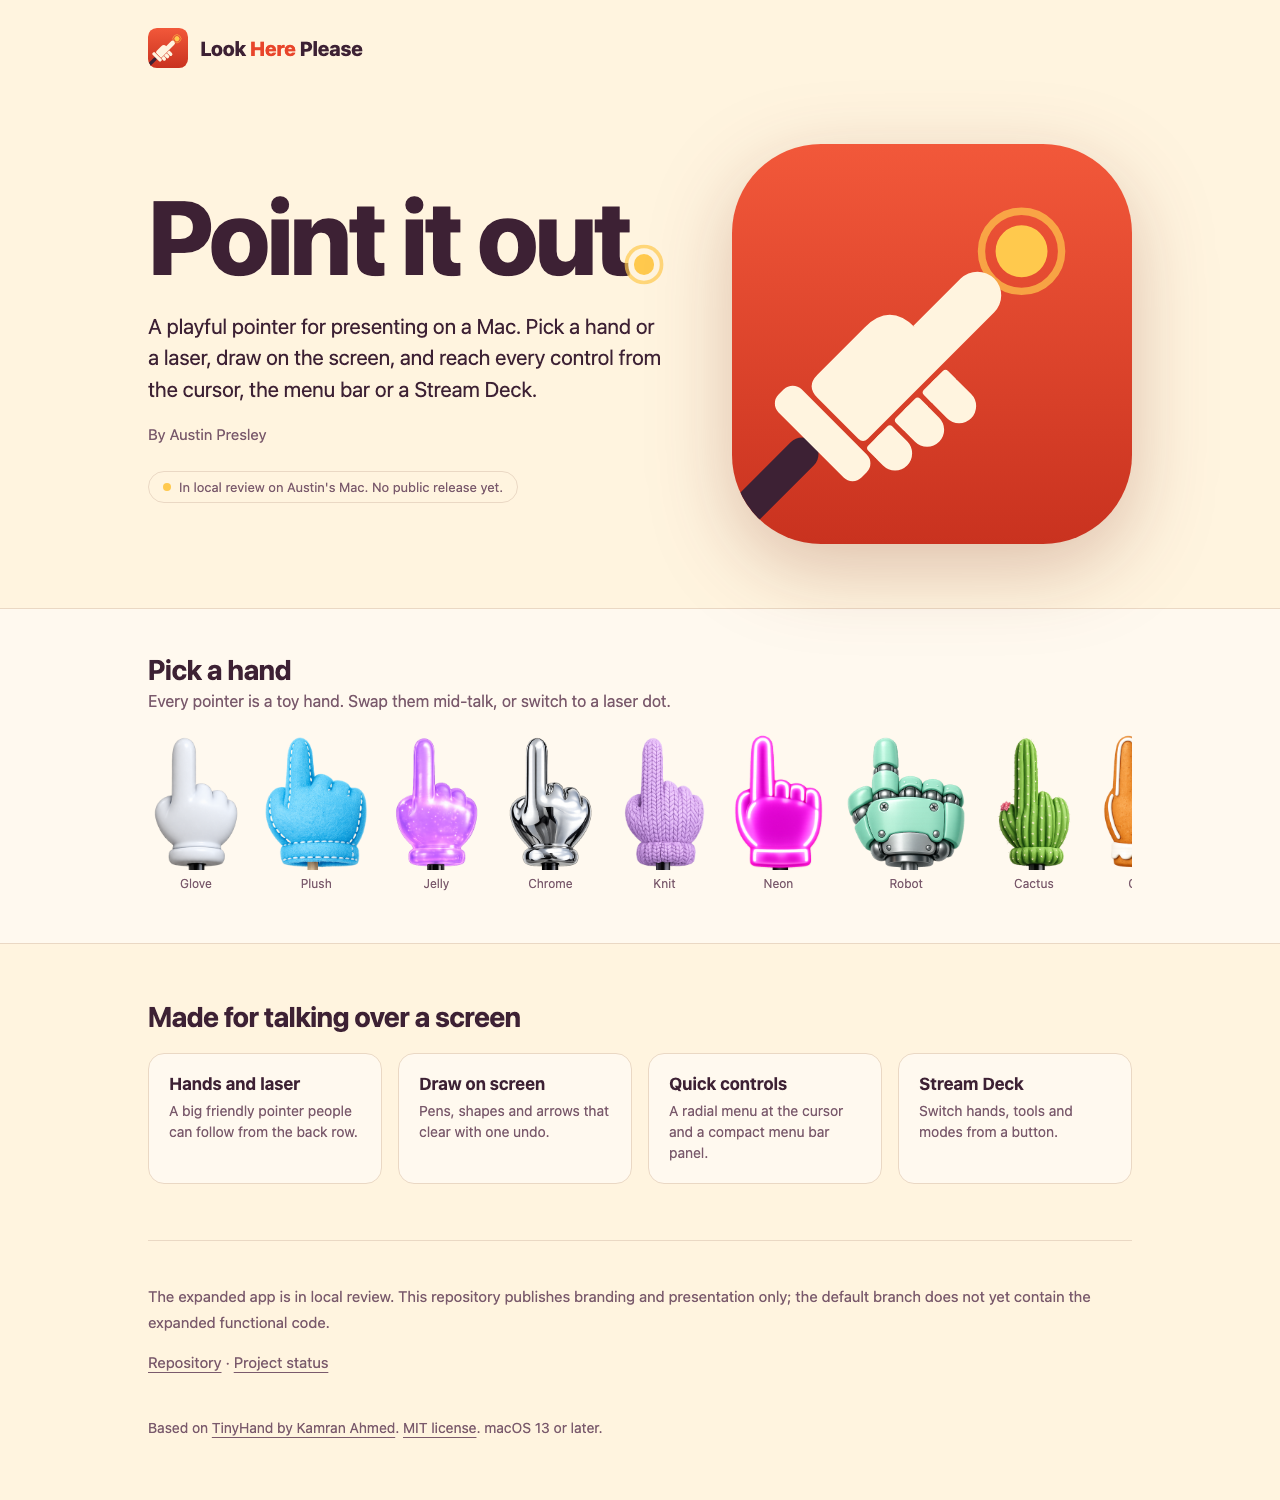 Look Here Please
Point it out
A playful pointer for presenting on a Mac. Pick a hand or
a laser, draw on the screen, and reach every control from
the cursor, the menu bar or a Stream Deck.
By Austin Presley
In local review on Austin's Mac. No public release yet.
Pick a hand
Every pointer is a toy hand. Swap them mid-talk, or switch to a laser dot.
Glove
Plush
Jelly
Chrome
Knit
Neon
Robot
Cactus
Made for talking over a screen
Hands and laser
A big friendly pointer people
can follow from the back row.
Draw on screen
Pens, shapes and arrows that
clear with one undo.
Quick controls
A radial menu at the cursor
and a compact menu bar
panel.
Stream Deck
Switch hands, tools and
modes from a button.
The expanded app is in local review. This repository publishes branding and presentation only; the default branch does not yet contain the
expanded functional code.
Repository · Project status
Based on TinyHand by Kamran Ahmed. MIT license. macOS 13 or later.